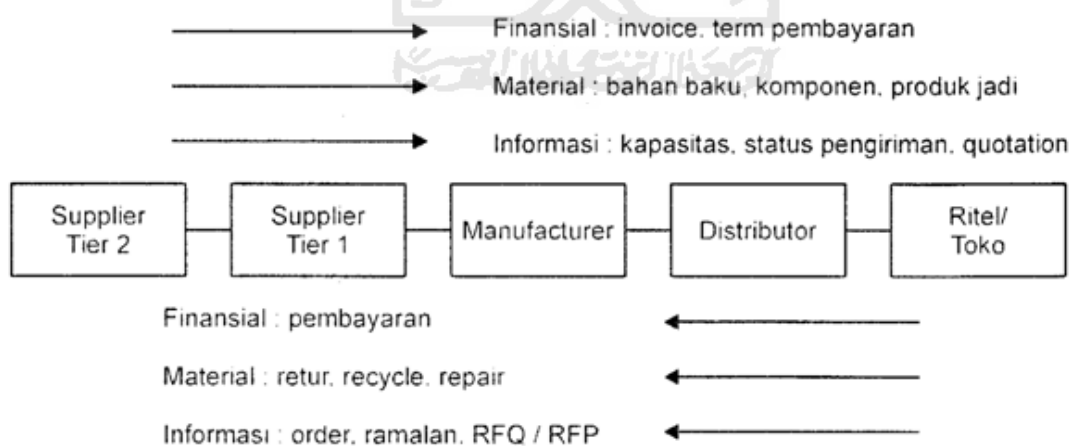 Finansial : invoice, term pembayaran
Material : bahan baku, komponen, produk jadi
Informasi : kapasitas, status pengiriman, quotation
Supplier
Tier 2
Supplier
Tier 1
Manufacturer
Distributor
Ritel/
Toko
Finansial : pembayaran
Material : retur, recycle, repair
Informasi : order, ramalan, RFQ / RFP